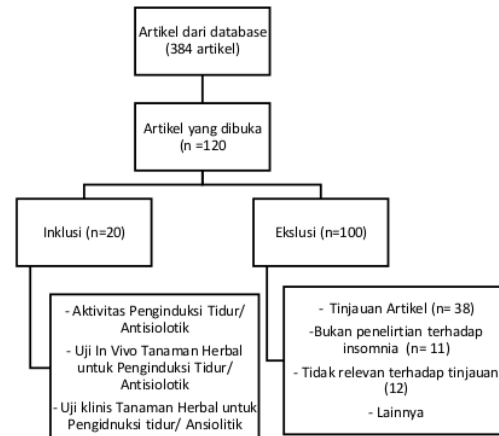 Artikel dari database
(384 artikel)
Artikel yang dibuka
(n =120
Inklusi (n=20)
Ekslusi (n=100)
- Aktivitas Penginduksi Tidur/
Antisiolotik
- Uji In Vivo Tanaman Herbal
untuk Penginduksi Tidur/
Antisiolotik
- Uji klinis Tanaman Herbal untuk
Pengidnuksi tidur/ Ansiolitik
- Tinjauan Artikel (n= 38)
-Bukan penelirtian terhadap
insomnia (n= 11)
- Tidak relevan terhadap tinjauan
(12)
- Lainnya